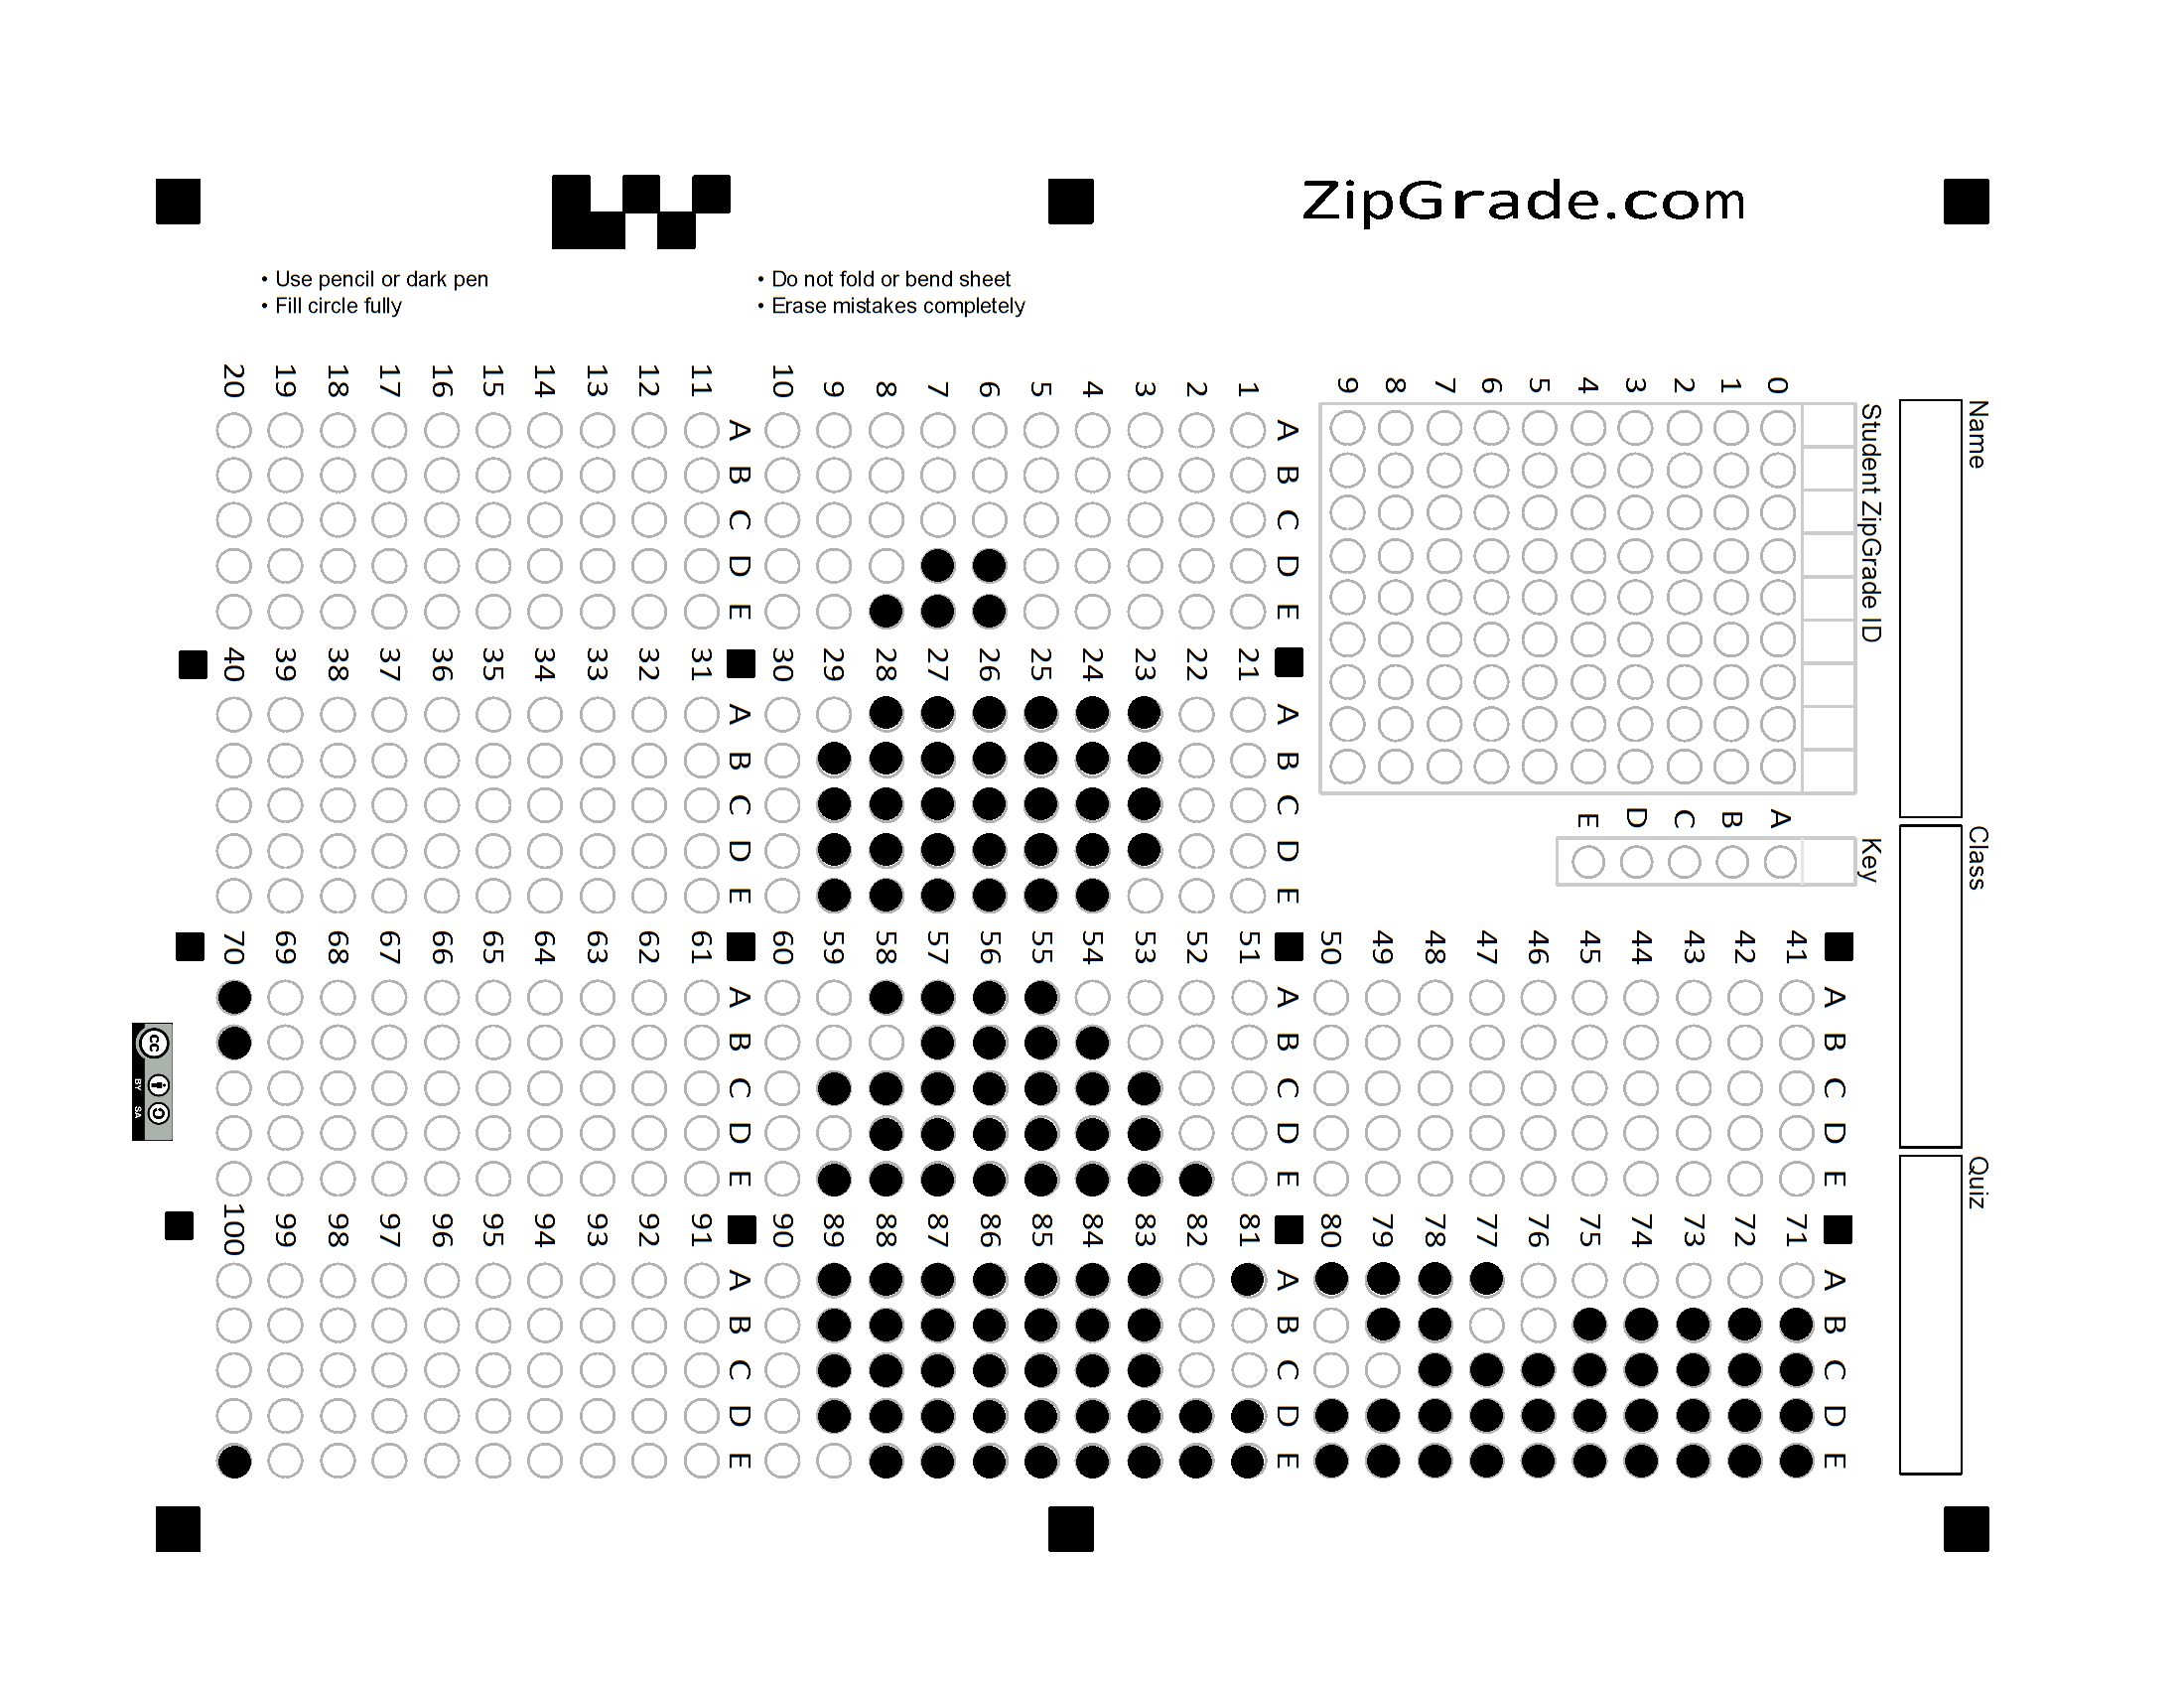 ZipGrade.com
• Use pencil or dark pen
• Fill circle fully
• Do not fold or bend sheet
• Erase mistakes completely
Name
Class
Quiz
Student ZipGrade ID
0 1 2 3 4 5 6 7 8 9
Key
A B C D E
1 2 3 4 5 6 7 8 9 10
A B C D E
11 12 13 14 15 16 17 18 19 20
A B C D E
21 22 23 24 25 26 27 28 29 30
A B C D E
31 32 33 34 35 36 37 38 39 40
A B C D E
41 42 43 44 45 46 47 48 49 50
A B C D E
51 52 53 54 55 56 57 58 59 60
A B C D E
61 62 63 64 65 66 67 68 69 70
A B C D E
71 72 73 74 75 76 77 78 79 80
A B C D E
81 82 83 84 85 86 87 88 89 90
A B C D E
91 92 93 94 95 96 97 98 99 100
A B C D E
cc BY SA